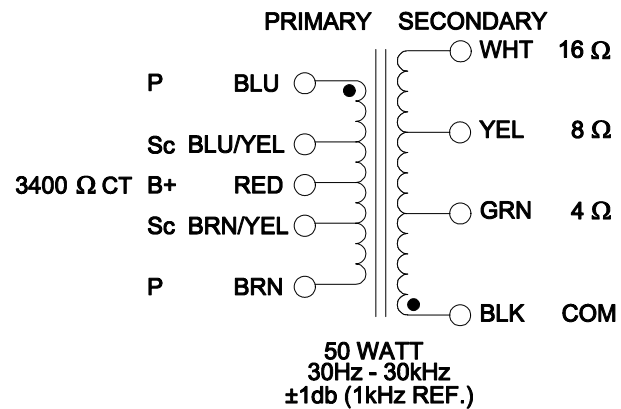 PRIMARY SECONDARY
WHT 16 Ω
P BLU
YEL 8 Ω
Sc BLU/YEL
3400 Ω CT B+ RED
GRN 4 Ω
Sc BRN/YEL
P BRN
BLK COM
50 WATT
30Hz - 30kHz
±1db (1kHz REF.)